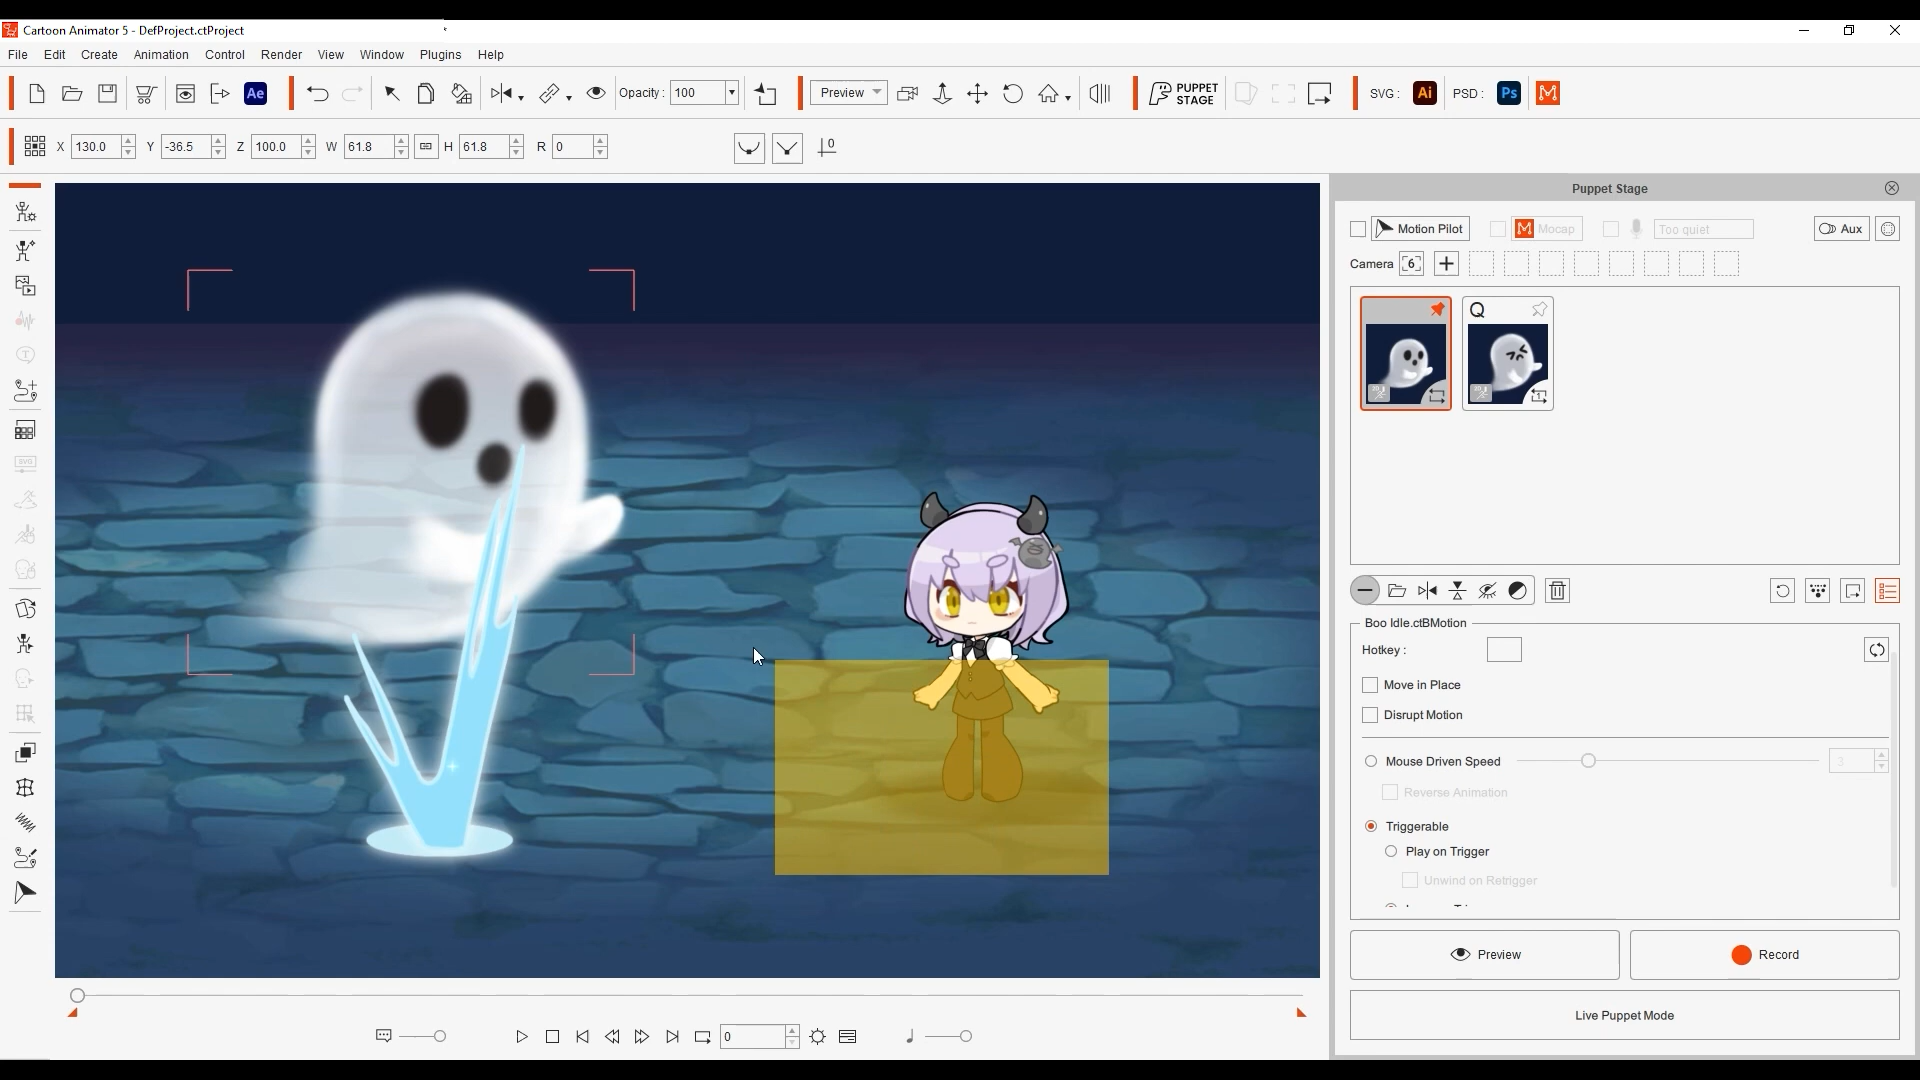 Cartoon Animator 5 - DefProject.ctProject
File Edit Create Animation Control Render View Window Plugins Help
Ae Opacity : 100 Preview PUPPET STAGE SVG : Ai PSD : Ps
X 130.0 Y -36.5 Z 100.0 W 61.8 H 61.8 R 0 0
Puppet Stage
Motion Pilot Mocap Too quiet Aux
Camera 6
Q
Boo Idle.ctBMotion
Hotkey :
Move in Place
Disrupt Motion
Mouse Driven Speed 3
Reverse Animation
Triggerable
Play on Trigger
Unwind on Retrigger
Preview Record
Live Puppet Mode
0